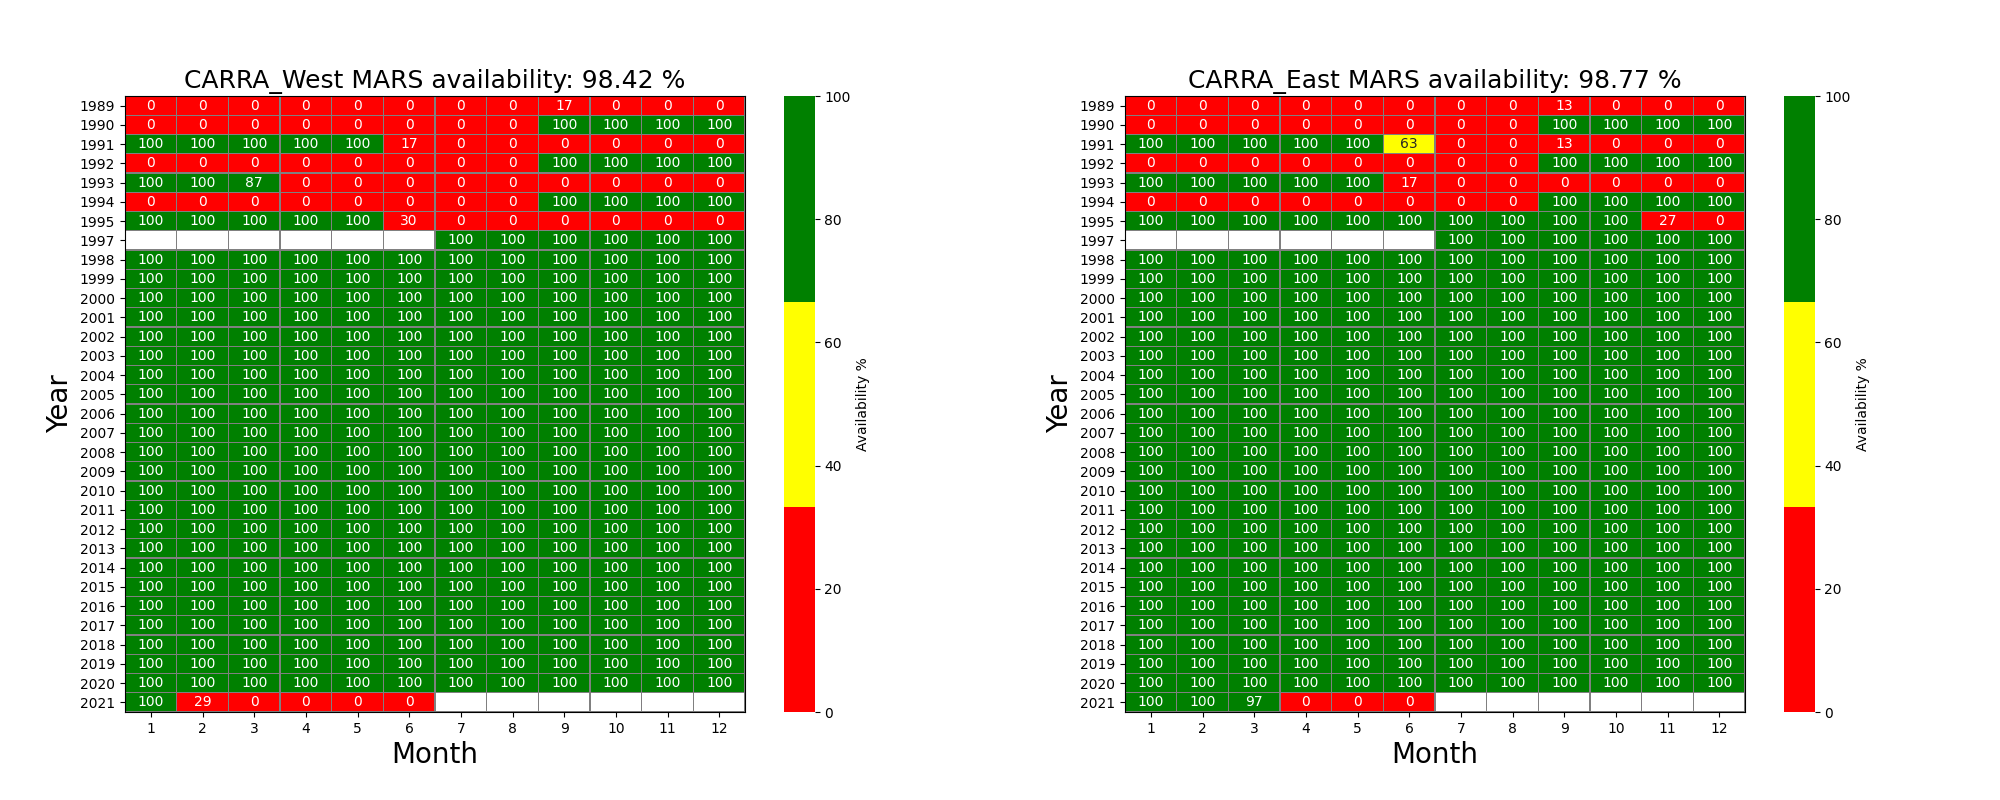 CARRA_West MARS availability: 98.42 %
1989 0 0 0 0 0 0 0 0 17 0 0 0
1990 0 0 0 0 0 0 0 0 100 100 100 100
1991 100 100 100 100 100 17 0 0 0 0 0 0
1992 0 0 0 0 0 0 0 0 100 100 100 100
1993 100 100 87 0 0 0 0 0 0 0 0 0
1994 0 0 0 0 0 0 0 0 100 100 100 100
1995 100 100 100 100 100 30 0 0 0 0 0 0
1997 100 100 100 100 100 100
1998 100 100 100 100 100 100 100 100 100 100 100 100
1999 100 100 100 100 100 100 100 100 100 100 100 100
2000 100 100 100 100 100 100 100 100 100 100 100 100
2001 100 100 100 100 100 100 100 100 100 100 100 100
2002 100 100 100 100 100 100 100 100 100 100 100 100
2003 100 100 100 100 100 100 100 100 100 100 100 100
2004 100 100 100 100 100 100 100 100 100 100 100 100
2005 100 100 100 100 100 100 100 100 100 100 100 100
2006 100 100 100 100 100 100 100 100 100 100 100 100
2007 100 100 100 100 100 100 100 100 100 100 100 100
2008 100 100 100 100 100 100 100 100 100 100 100 100
2009 100 100 100 100 100 100 100 100 100 100 100 100
2010 100 100 100 100 100 100 100 100 100 100 100 100
2011 100 100 100 100 100 100 100 100 100 100 100 100
2012 100 100 100 100 100 100 100 100 100 100 100 100
2013 100 100 100 100 100 100 100 100 100 100 100 100
2014 100 100 100 100 100 100 100 100 100 100 100 100
2015 100 100 100 100 100 100 100 100 100 100 100 100
2016 100 100 100 100 100 100 100 100 100 100 100 100
2017 100 100 100 100 100 100 100 100 100 100 100 100
2018 100 100 100 100 100 100 100 100 100 100 100 100
2019 100 100 100 100 100 100 100 100 100 100 100 100
2020 100 100 100 100 100 100 100 100 100 100 100 100
2021 100 29 0 0 0 0
1 2 3 4 5 6 7 8 9 10 11 12
Month
Year
100
80
60
40
20
0
Availability %
CARRA_East MARS availability: 98.77 %
1989 0 0 0 0 0 0 0 0 13 0 0 0
1990 0 0 0 0 0 0 0 0 100 100 100 100
1991 100 100 100 100 100 63 0 0 13 0 0 0
1992 0 0 0 0 0 0 0 0 100 100 100 100
1993 100 100 100 100 100 17 0 0 0 0 0 0
1994 0 0 0 0 0 0 0 0 100 100 100 100
1995 100 100 100 100 100 100 100 100 100 100 27 0
1997 100 100 100 100 100 100
1998 100 100 100 100 100 100 100 100 100 100 100 100
1999 100 100 100 100 100 100 100 100 100 100 100 100
2000 100 100 100 100 100 100 100 100 100 100 100 100
2001 100 100 100 100 100 100 100 100 100 100 100 100
2002 100 100 100 100 100 100 100 100 100 100 100 100
2003 100 100 100 100 100 100 100 100 100 100 100 100
2004 100 100 100 100 100 100 100 100 100 100 100 100
2005 100 100 100 100 100 100 100 100 100 100 100 100
2006 100 100 100 100 100 100 100 100 100 100 100 100
2007 100 100 100 100 100 100 100 100 100 100 100 100
2008 100 100 100 100 100 100 100 100 100 100 100 100
2009 100 100 100 100 100 100 100 100 100 100 100 100
2010 100 100 100 100 100 100 100 100 100 100 100 100
2011 100 100 100 100 100 100 100 100 100 100 100 100
2012 100 100 100 100 100 100 100 100 100 100 100 100
2013 100 100 100 100 100 100 100 100 100 100 100 100
2014 100 100 100 100 100 100 100 100 100 100 100 100
2015 100 100 100 100 100 100 100 100 100 100 100 100
2016 100 100 100 100 100 100 100 100 100 100 100 100
2017 100 100 100 100 100 100 100 100 100 100 100 100
2018 100 100 100 100 100 100 100 100 100 100 100 100
2019 100 100 100 100 100 100 100 100 100 100 100 100
2020 100 100 100 100 100 100 100 100 100 100 100 100
2021 100 100 97 0 0 0
1 2 3 4 5 6 7 8 9 10 11 12
Month
Year
100
80
60
40
20
0
Availability %